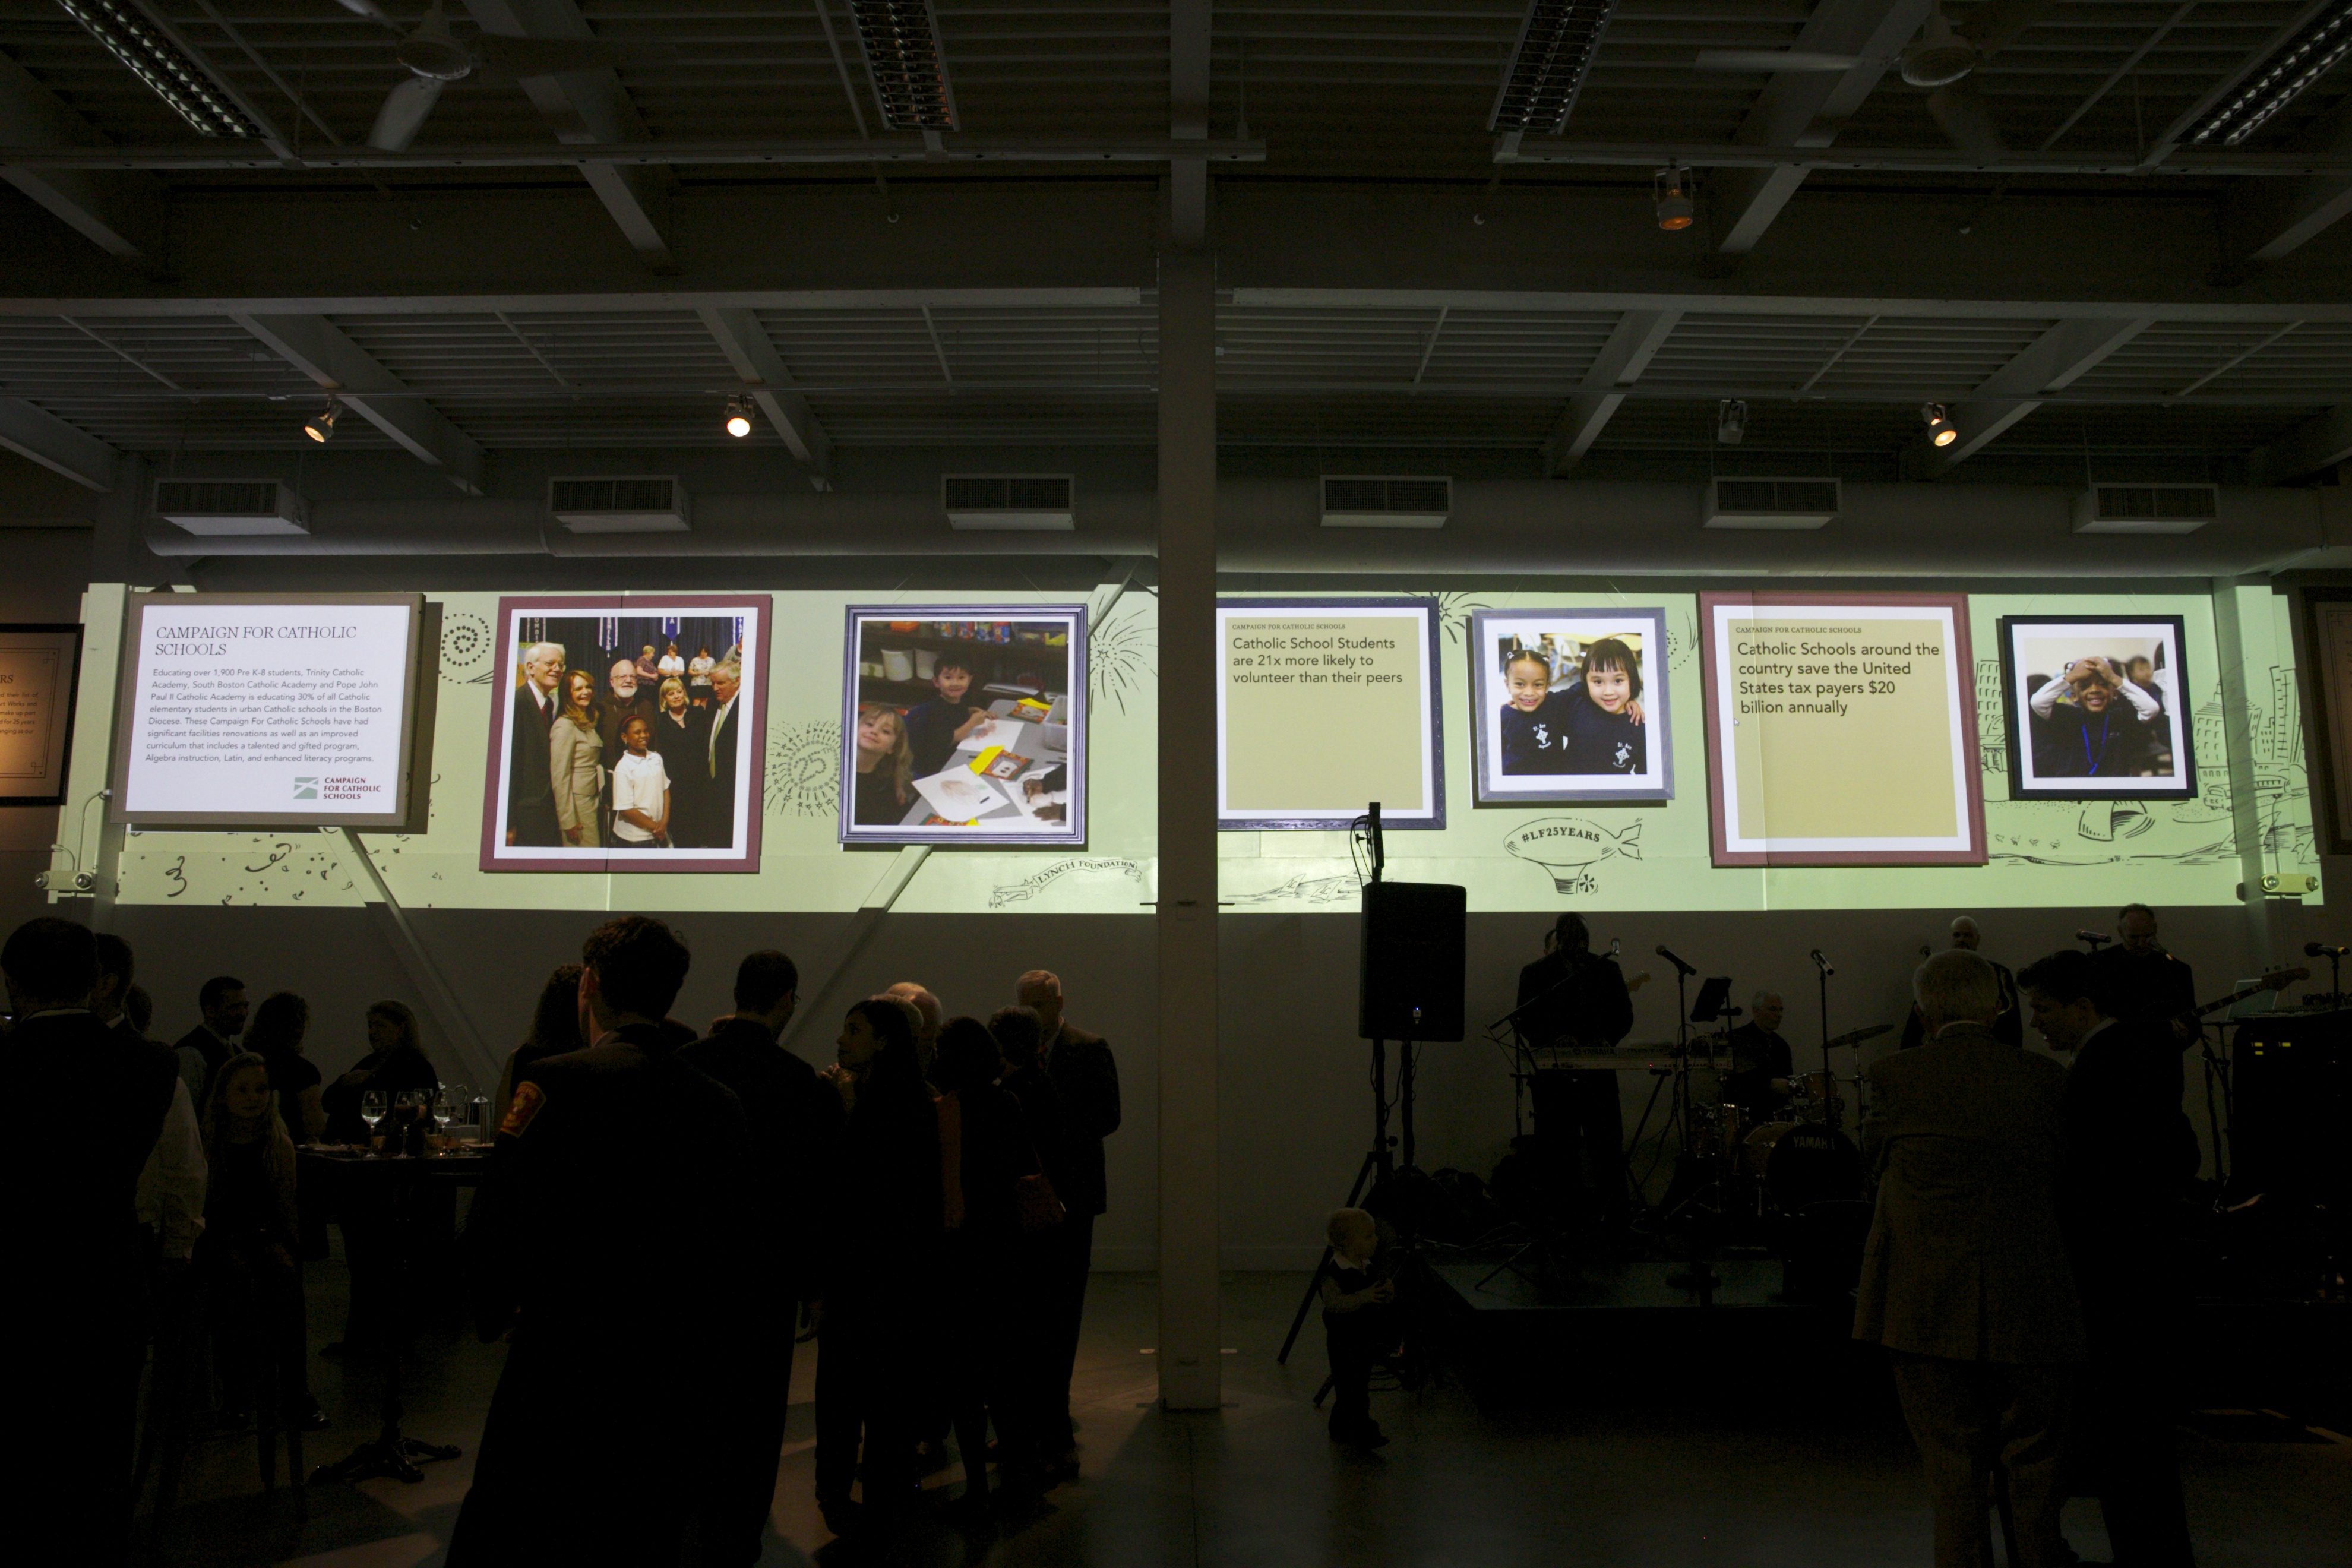 RS
CAMPAIGN FOR CATHOLIC
SCHOOLS
Educating over 1,900 Pre K-8 students, Trinity Catholic
Academy, South Boston Catholic Academy and Pope John
Paul II Catholic Academy is educating 30% of all Catholic
elementary students in urban Catholic schools in the Boston
Diocese. These Campaign For Catholic Schools have had
significant facilities renovations as well as an improved
curriculum that includes a talented and gifted program,
Algebra instruction, Latin, and enhanced literacy programs.
CAMPAIGN
FOR CATHOLIC
SCHOOLS
25
LYNCH FOUNDATION
CAMPAIGN FOR CATHOLIC SCHOOLS
Catholic School Students
are 21x more likely to
volunteer than their peers
#LF25YEARS
CAMPAIGN FOR CATHOLIC SCHOOLS
Catholic Schools around the
country save the United
States tax payers $20
billion annually
YAMAHA